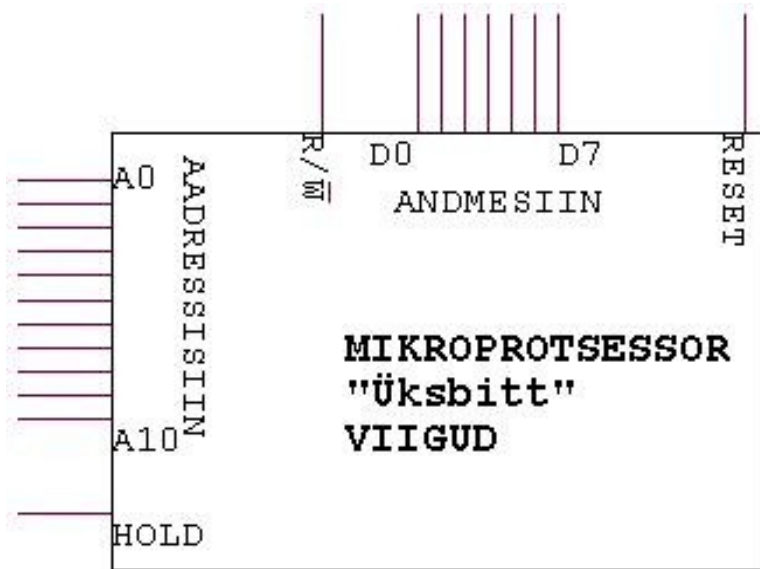 R/W̅
D0
D7
RESET
ANDMESIIN
A0
AADRESSISIIN
A10
HOLD
MIKROPROTSESSOR
"Üksbitt"
VIIGUD